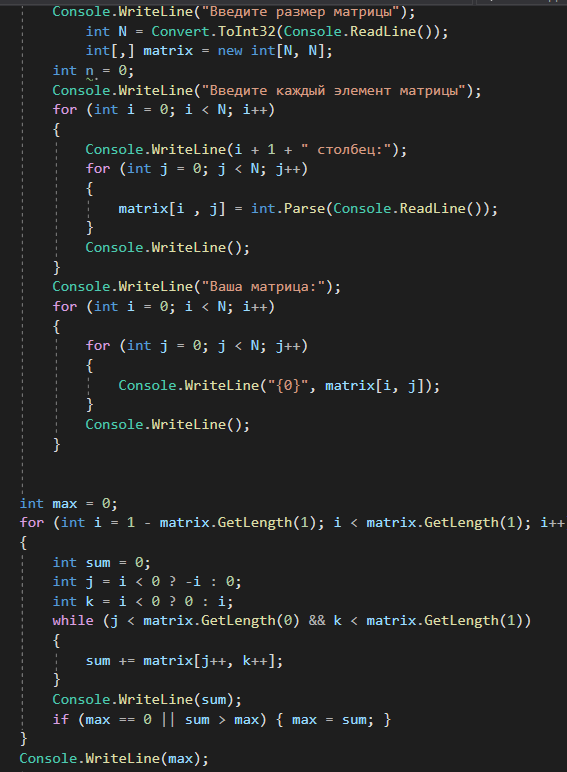 Console.WriteLine("Введите размер матрицы");
int N = Convert.ToInt32(Console.ReadLine());
int[,] matrix = new int[N, N];
int n = 0;
Console.WriteLine("Введите каждый элемент матрицы");
for (int i = 0; i < N; i++)
{
Console.WriteLine(i + 1 + " столбец:");
for (int j = 0; j < N; j++)
{
matrix[i , j] = int.Parse(Console.ReadLine());
}
Console.WriteLine();
}
Console.WriteLine("Ваша матрица:");
for (int i = 0; i < N; i++)
{
for (int j = 0; j < N; j++)
{
Console.WriteLine("{0}", matrix[i, j]);
}
Console.WriteLine();
}
int max = 0;
for (int i = 1 - matrix.GetLength(1); i < matrix.GetLength(1); i++
{
int sum = 0;
int j = i < 0 ? -i : 0;
int k = i < 0 ? 0 : i;
while (j < matrix.GetLength(0) && k < matrix.GetLength(1))
{
sum += matrix[j++, k++];
}
Console.WriteLine(sum);
if (max == 0 || sum > max) { max = sum; }
}
Console.WriteLine(max);